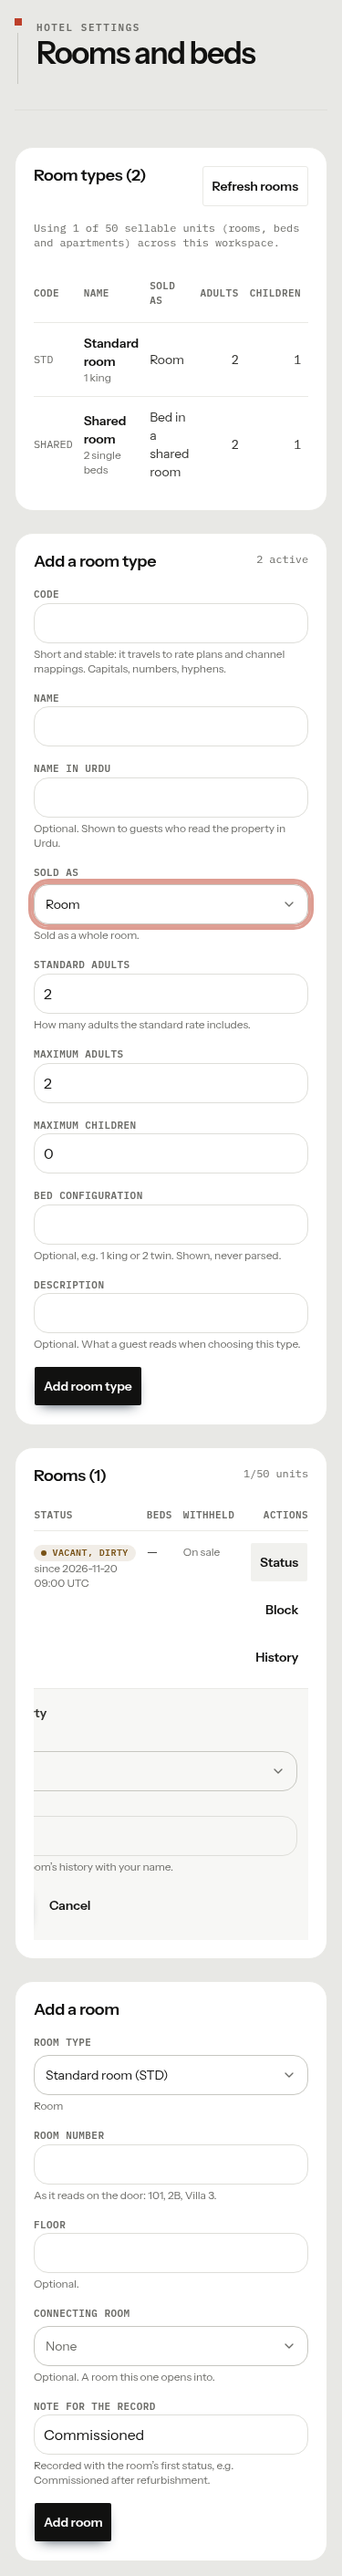 HOTEL SETTINGS
Rooms and beds
Room types (2)
Refresh rooms
Using 1 of 50 sellable units (rooms, beds
and apartments) across this workspace.
CODE NAME SOLD AS ADULTS CHILDREN
STD Standard room Room 2 1
1 king
SHARED Shared room Bed in a shared room 2 1
2 single beds
Add a room type
2 active
CODE
Short and stable: it travels to rate plans and channel
mappings. Capitals, numbers, hyphens.
NAME
NAME IN URDU
Optional. Shown to guests who read the property in
Urdu.
SOLD AS
Room
Sold as a whole room.
STANDARD ADULTS
2
How many adults the standard rate includes.
MAXIMUM ADULTS
2
MAXIMUM CHILDREN
0
BED CONFIGURATION
Optional, e.g. 1 king or 2 twin. Shown, never parsed.
DESCRIPTION
Optional. What a guest reads when choosing this type.
Add room type
Rooms (1)
1/50 units
STATUS BEDS WITHHELD ACTIONS
VACANT, DIRTY — On sale Status
since 2026-11-20
09:00 UTC
Block
History
ty
oom's history with your name.
Cancel
Add a room
ROOM TYPE
Standard room (STD)
Room
ROOM NUMBER
As it reads on the door: 101, 2B, Villa 3.
FLOOR
Optional.
CONNECTING ROOM
None
Optional. A room this one opens into.
NOTE FOR THE RECORD
Commissioned
Recorded with the room's first status, e.g.
Commissioned after refurbishment.
Add room